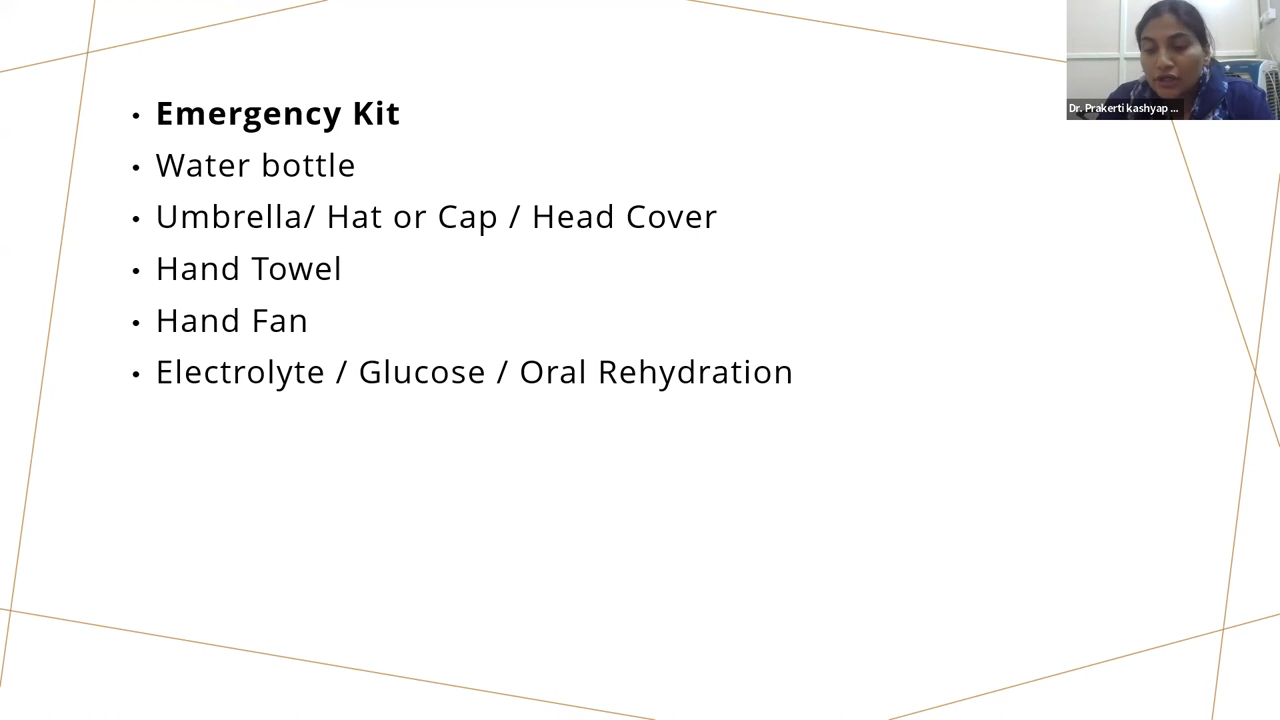 • Emergency Kit
• Water bottle
• Umbrella/ Hat or Cap / Head Cover
• Hand Towel
• Hand Fan
• Electrolyte / Glucose / Oral Rehydration
Dr. Prakerti kashyap ...